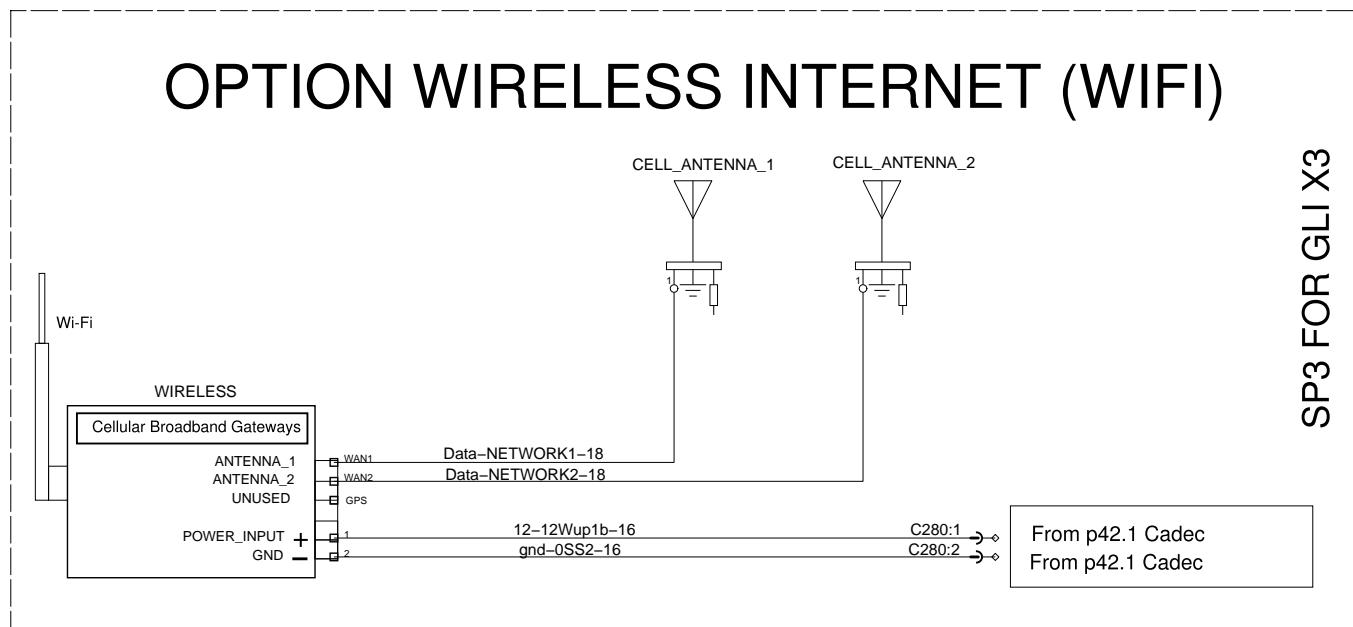 OPTION WIRELESS INTERNET (WIFI)
SP3 FOR GLI X3
CELL_ANTENNA_1
CELL_ANTENNA_2
1
1
Wi-Fi
WIRELESS
Cellular Broadband Gateways
ANTENNA_1 WAN1 Data-NETWORK1-18
ANTENNA_2 WAN2 Data-NETWORK2-18
UNUSED GPS
POWER_INPUT + 1 12-12Wup1b-16 C280:1 From p42.1 Cadec
GND - 2 gnd-0SS2-16 C280:2 From p42.1 Cadec